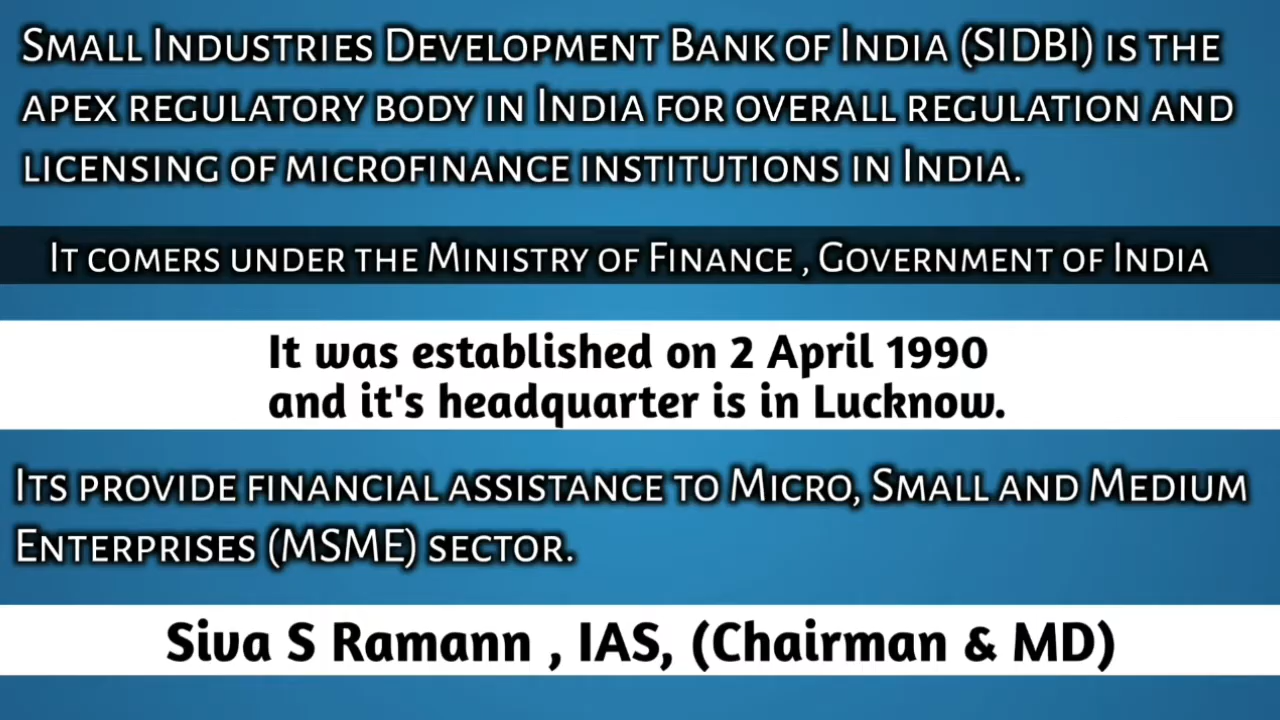 Small Industries Development Bank of India (SIDBI) is the
apex regulatory body in India for overall regulation and
licensing of microfinance institutions in India.
It comers under the Ministry of Finance , Government of India
It was established on 2 April 1990
and it's headquarter is in Lucknow.
Its provide financial assistance to Micro, Small and Medium
Enterprises (MSME) sector.
Siva S Ramann , IAS, (Chairman & MD)